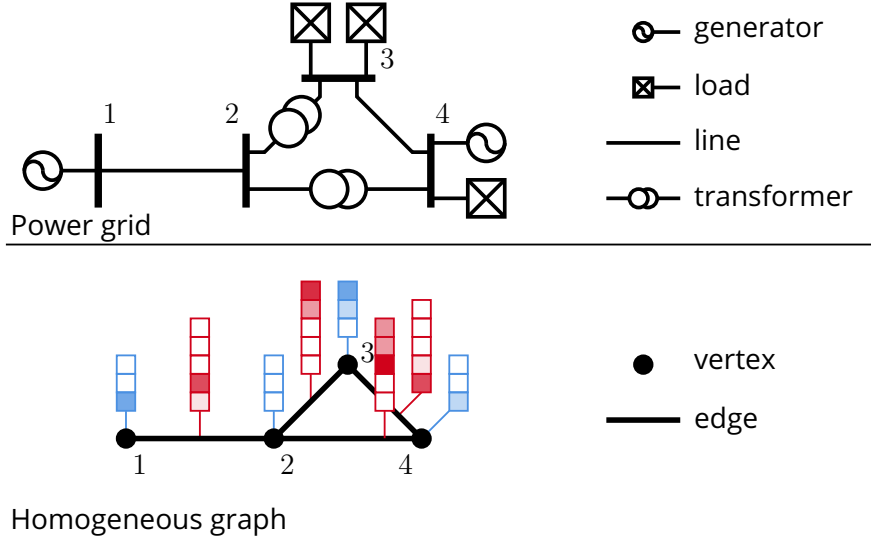 3
generator
1
2
4
load
line
transformer
Power grid
3
vertex
edge
1
2
4
Homogeneous graph